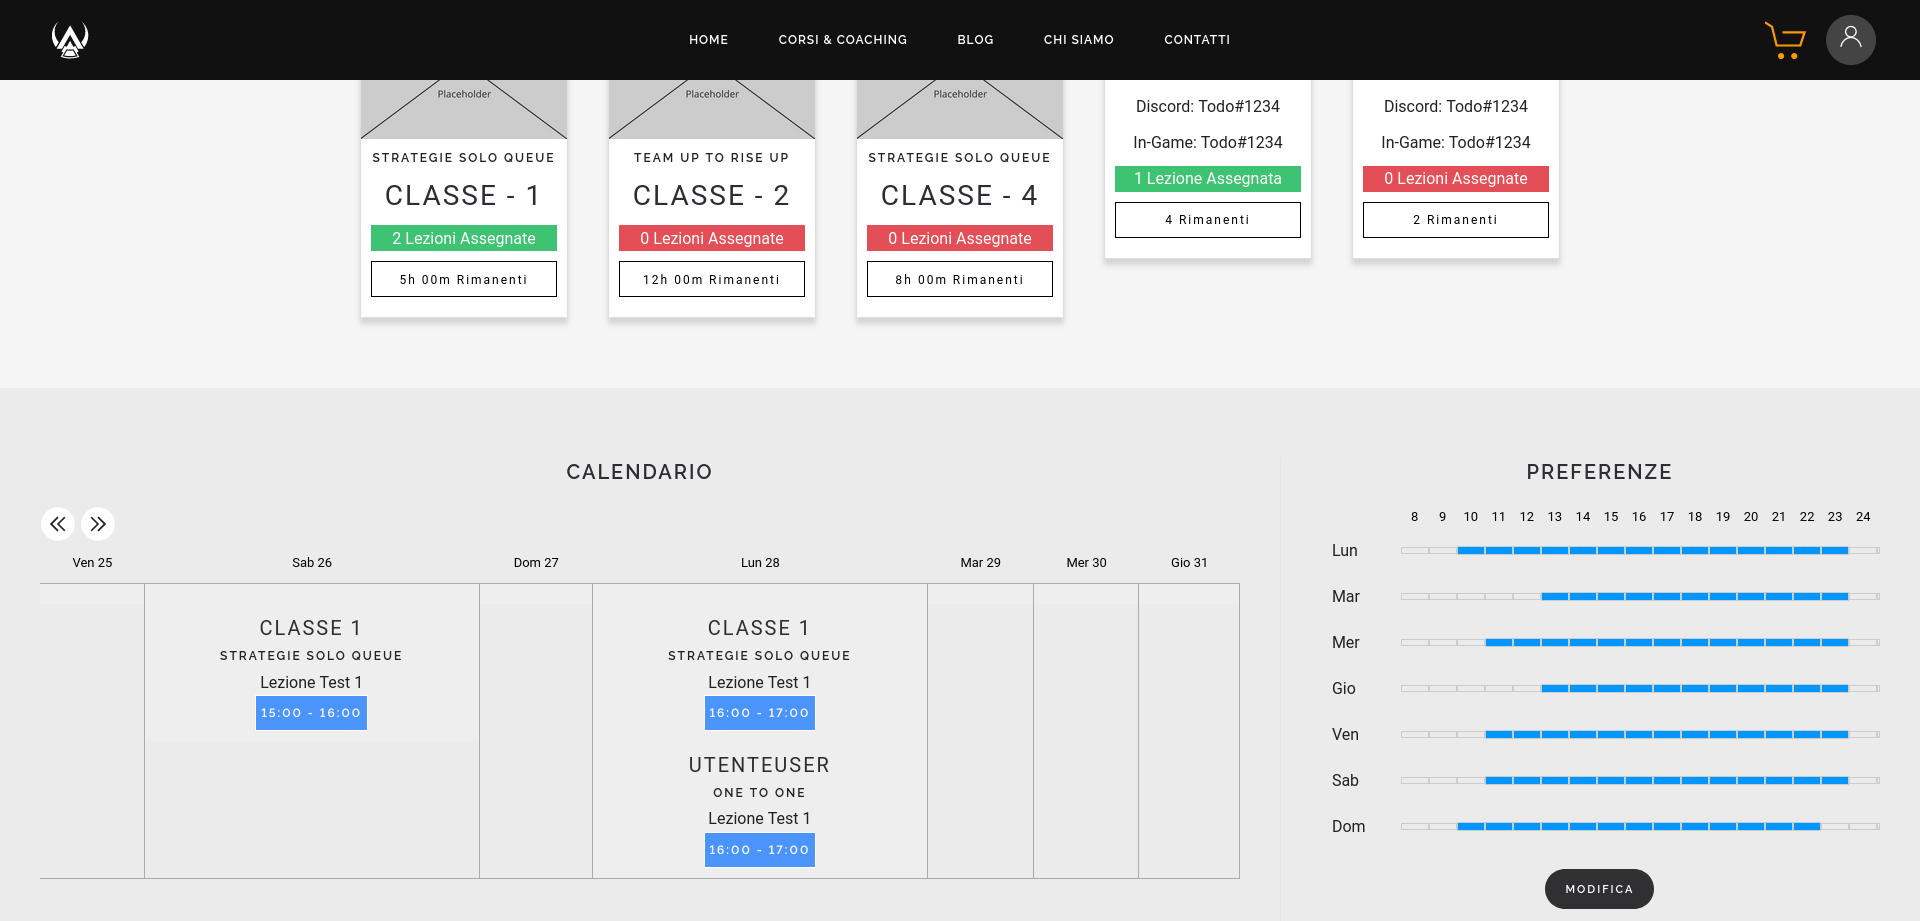 HOME CORSI & COACHING BLOG CHI SIAMO CONTATTI
Placeholder
STRATEGIE SOLO QUEUE
CLASSE - 1
2 Lezioni Assegnate
5h 00m Rimanenti
Placeholder
TEAM UP TO RISE UP
CLASSE - 2
0 Lezioni Assegnate
12h 00m Rimanenti
Placeholder
STRATEGIE SOLO QUEUE
CLASSE - 4
0 Lezioni Assegnate
8h 00m Rimanenti
Discord: Todo#1234
In-Game: Todo#1234
1 Lezione Assegnata
4 Rimanenti
Discord: Todo#1234
In-Game: Todo#1234
0 Lezioni Assegnate
2 Rimanenti
CALENDARIO
Ven 25 Sab 26 Dom 27 Lun 28 Mar 29 Mer 30 Gio 31
CLASSE 1
STRATEGIE SOLO QUEUE
Lezione Test 1
15:00 - 16:00
CLASSE 1
STRATEGIE SOLO QUEUE
Lezione Test 1
16:00 - 17:00
UTENTEUSER
ONE TO ONE
Lezione Test 1
16:00 - 17:00
PREFERENZE
8 9 10 11 12 13 14 15 16 17 18 19 20 21 22 23 24
Lun
Mar
Mer
Gio
Ven
Sab
Dom
MODIFICA